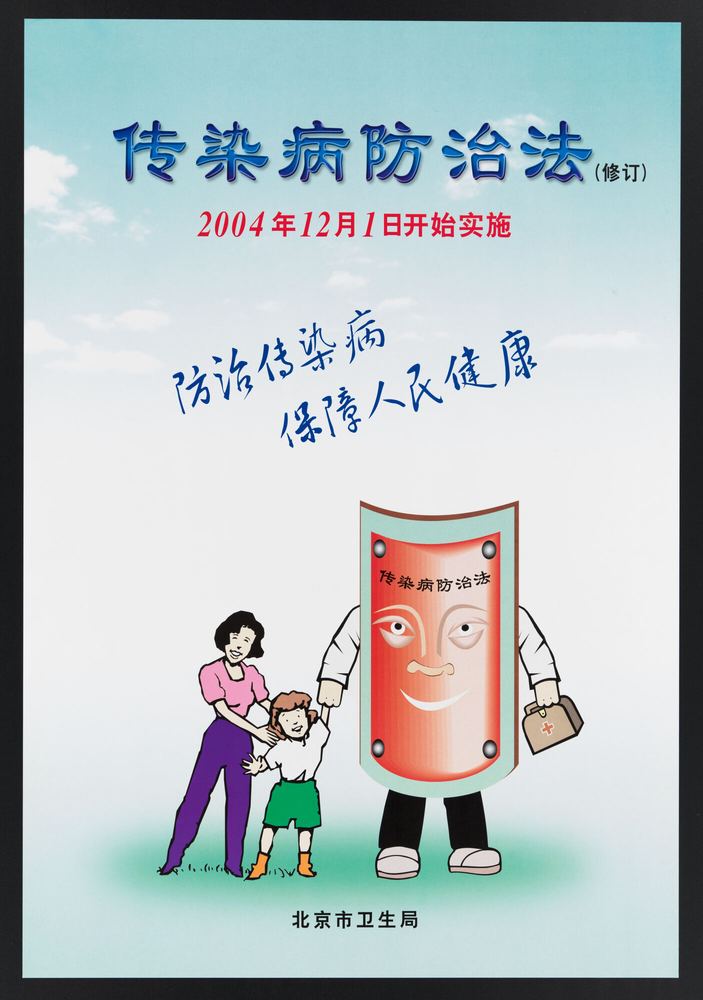 传染病防治法(修订)
2004年12月1日开始实施
防治传染病
保障人民健康
传染病防治法
北京市卫生局